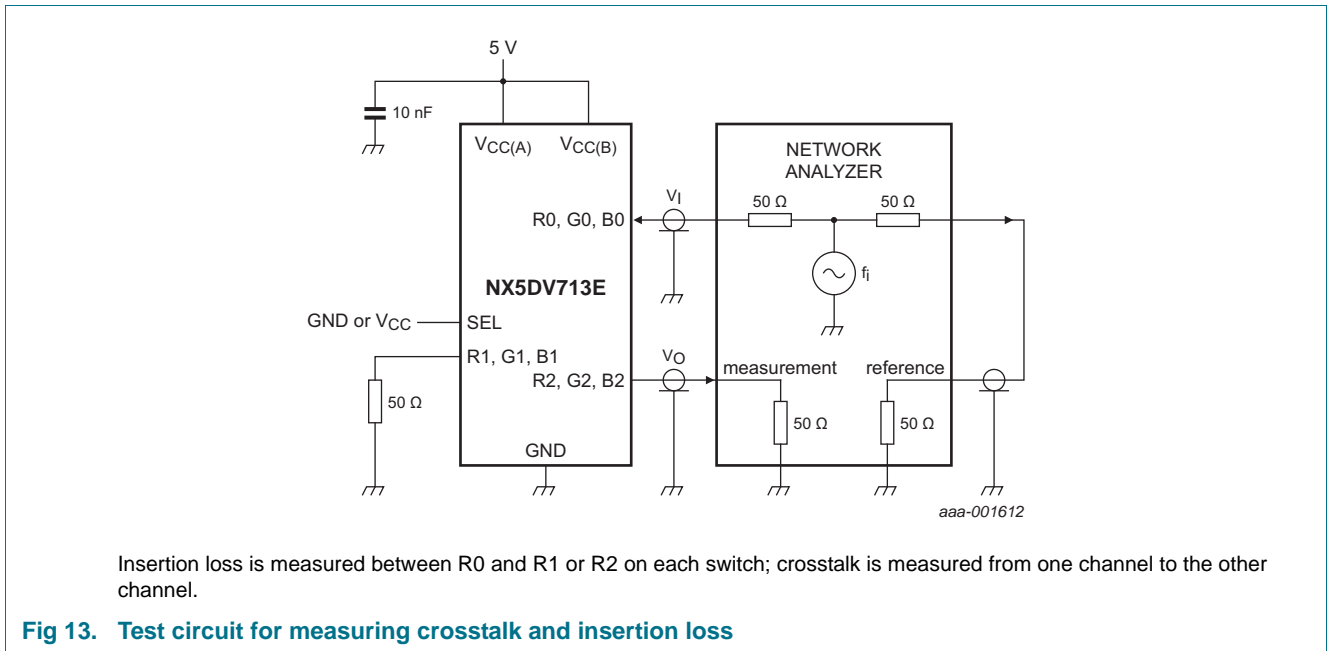 5 V
10 nF
VCC(A) VCC(B)
NETWORK
ANALYZER
VI
50 Ω 50 Ω
R0, G0, B0
fi
NX5DV713E
GND or VCC
SEL
R1, G1, B1
VO
measurement reference
R2, G2, B2
50 Ω
50 Ω 50 Ω
GND
aaa-001612
Insertion loss is measured between R0 and R1 or R2 on each switch; crosstalk is measured from one channel to the other
channel.
Fig 13. Test circuit for measuring crosstalk and insertion loss